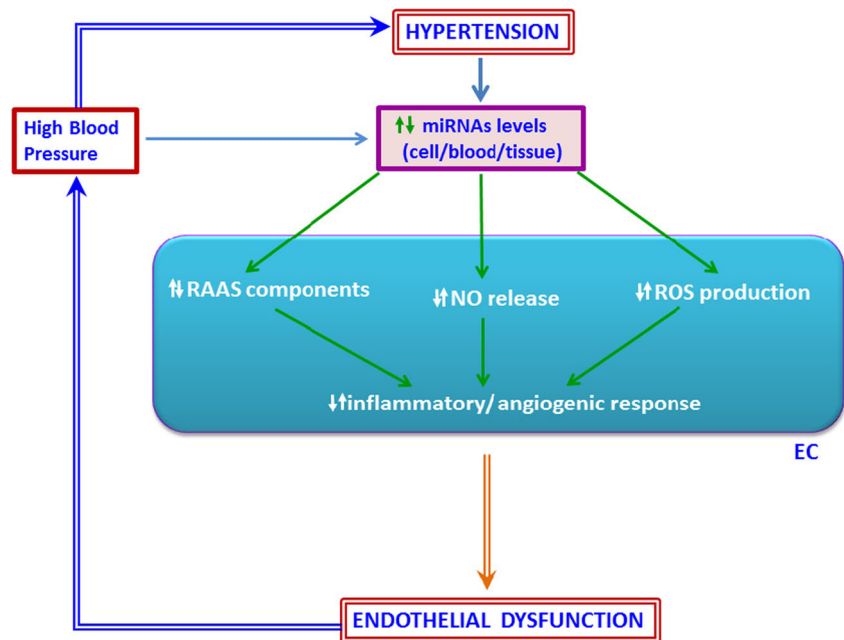 HYPERTENSION
High Blood
Pressure
⇅ miRNAs levels
(cell/blood/tissue)
⇅ RAAS components
⇵ NO release
⇵ ROS production
⇵ inflammatory/ angiogenic response
EC
ENDOTHELIAL DYSFUNCTION